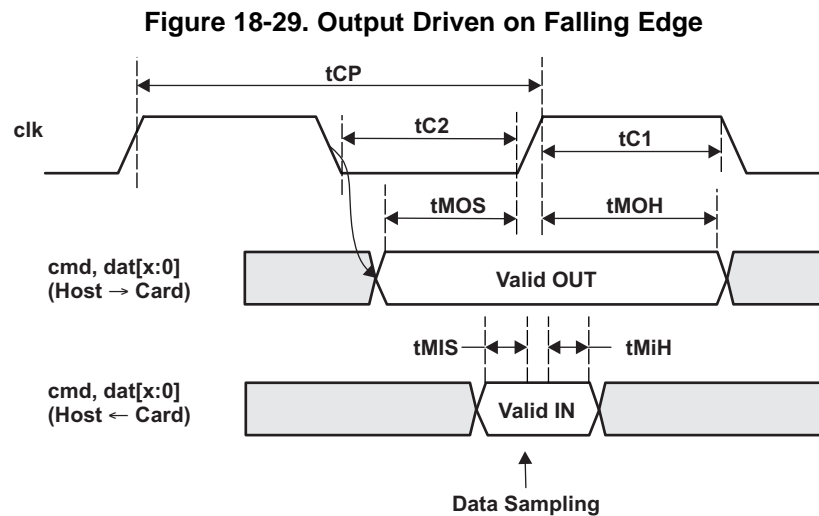 Figure 18-29. Output Driven on Falling Edge
tCP
clk
tC2
tC1
tMOS
tMOH
cmd, dat[x:0]
(Host → Card)
Valid OUT
tMIS
tMiH
cmd, dat[x:0]
(Host ← Card)
Valid IN
Data Sampling